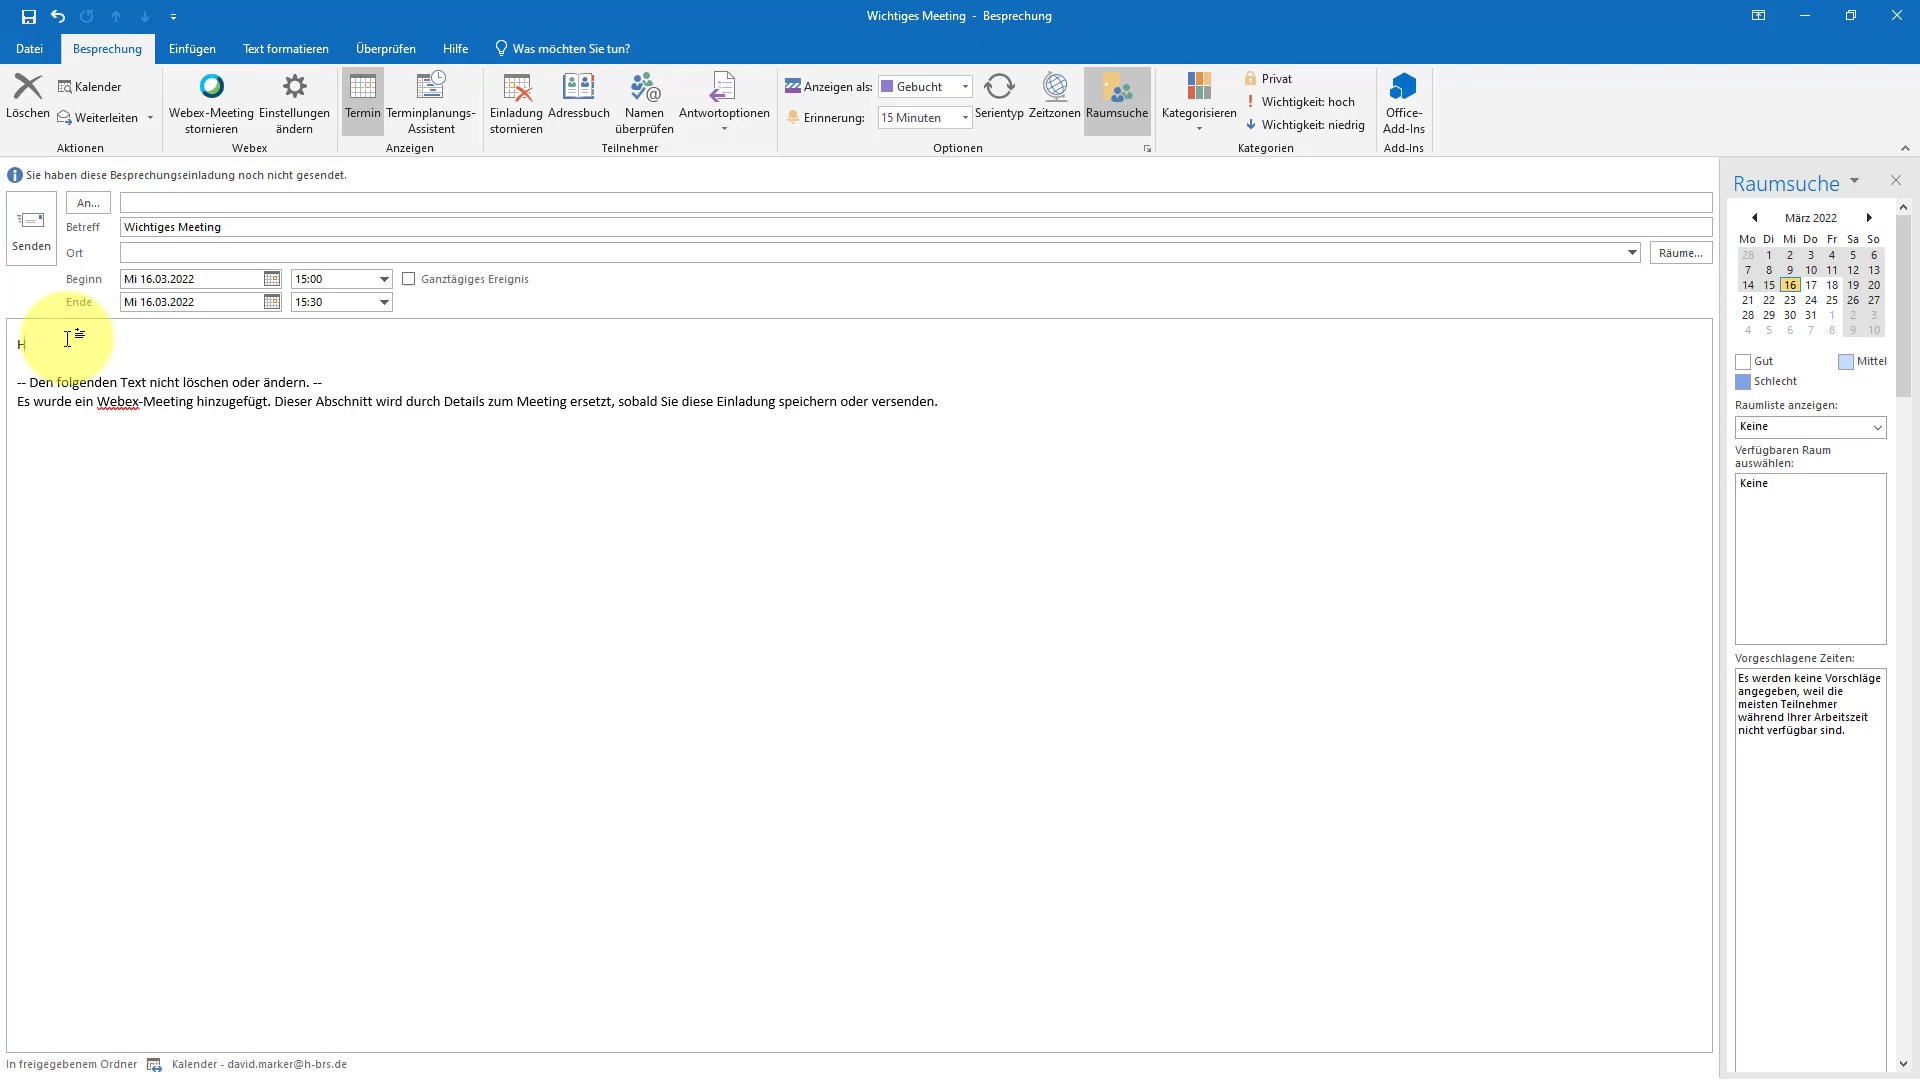 Wichtiges Meeting - Besprechung
Datei Besprechung Einfügen Text formatieren Überprüfen Hilfe Was möchten Sie tun?
Löschen
Kalender
Weiterleiten
Aktionen
Webex-Meeting stornieren
Einstellungen ändern
Webex
Termin
Terminplanungs-Assistent
Anzeigen
Einladung stornieren
Adressbuch
Namen überprüfen
Antwortoptionen
Teilnehmer
Anzeigen als: Gebucht
Erinnerung: 15 Minuten
Serientyp
Zeitzonen
Raumsuche
Optionen
Kategorisieren
Privat
Wichtigkeit: hoch
Wichtigkeit: niedrig
Kategorien
Office-Add-Ins
Add-Ins
Sie haben diese Besprechungseinladung noch nicht gesendet.
Senden
An...
Betreff Wichtiges Meeting
Ort Räume...
Beginn Mi 16.03.2022 15:00 Ganztägiges Ereignis
Ende Mi 16.03.2022 15:30
H
-- Den folgenden Text nicht löschen oder ändern. --
Es wurde ein Webex-Meeting hinzugefügt. Dieser Abschnitt wird durch Details zum Meeting ersetzt, sobald Sie diese Einladung speichern oder versenden.
Raumsuche
März 2022
Mo Di Mi Do Fr Sa So
28 1 2 3 4 5 6
7 8 9 10 11 12 13
14 15 16 17 18 19 20
21 22 23 24 25 26 27
28 29 30 31 1 2 3
4 5 6 7 8 9 10
Gut Mittel
Schlecht
Raumliste anzeigen:
Keine
Verfügbaren Raum
auswählen:
Keine
Vorgeschlagene Zeiten:
Es werden keine Vorschläge
angegeben, weil die
meisten Teilnehmer
während Ihrer Arbeitszeit
nicht verfügbar sind.
In freigegebenem Ordner Kalender - david.marker@h-brs.de